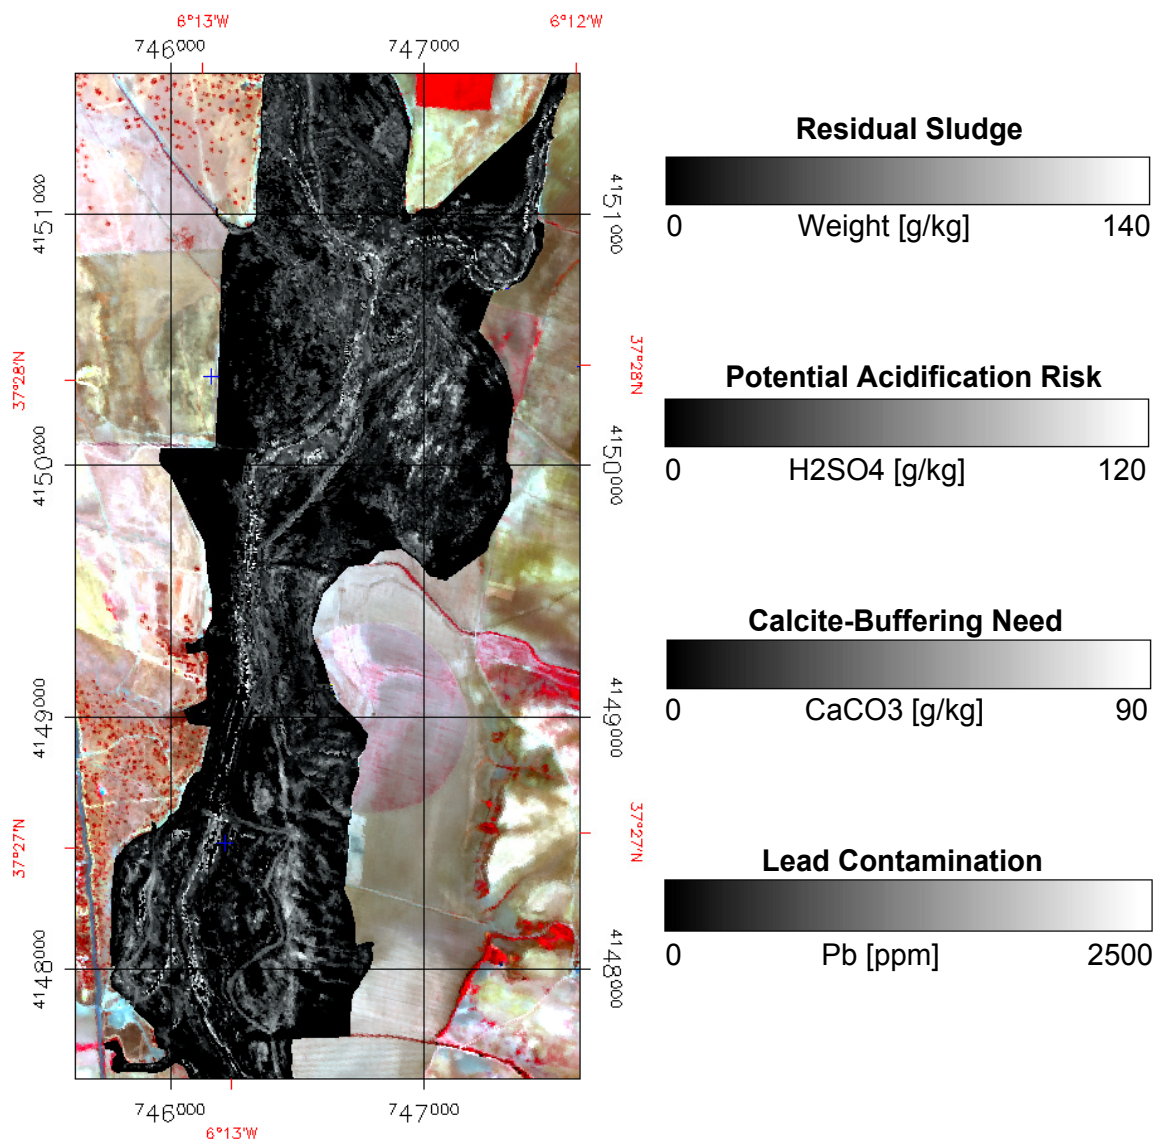 6°13'W 6°12'W
746000 747000
Residual Sludge
0 Weight [g/kg] 140
4151000 4151000
Potential Acidification Risk
0 H2SO4 [g/kg] 120
37°28'N 37°28'N
4150000 4150000
Calcite-Buffering Need
0 CaCO3 [g/kg] 90
4149000 4149000
Lead Contamination
0 Pb [ppm] 2500
37°27'N 37°27'N
4148000 4148000
746000 747000
6°13'W